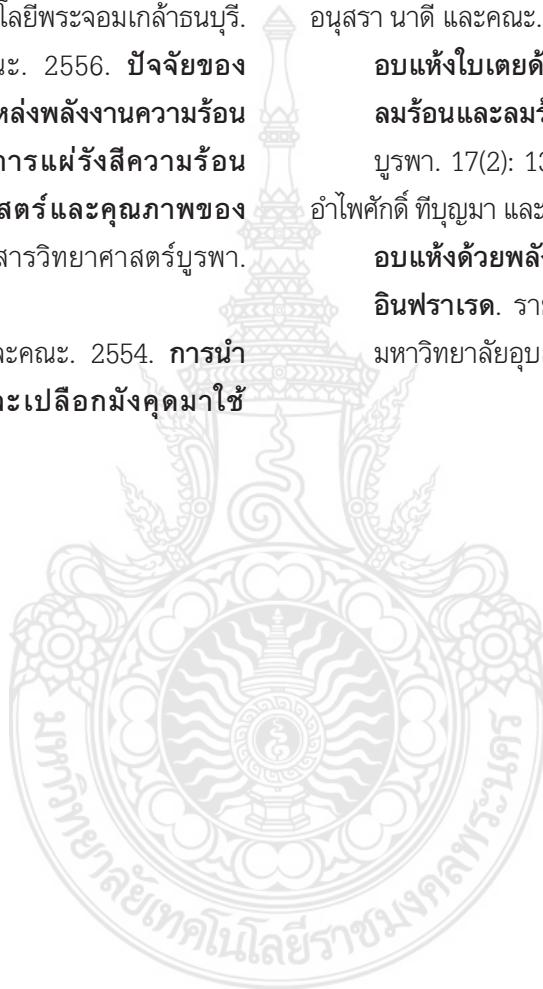 โลยีพระจอมเกล้าธนบุรี.
ณะ. 2556. ปัจจัยของ
หล่งพลังงานความร้อน
การแผ่รังสีความร้อน
สตร์และคุณภาพของ
สารวิทยาศาสตร์บูรพา.
ละคณะ. 2554. การนำ
ละเปลือกมังคุดมาใช้
อนุสรา นาดี และคณะ.
อบแห้งใบเตยด้
ลมร้อนและลมร้
บูรพา. 17(2): 13
อำไพศักดิ์ ทีบุญมา และ
อบแห้งด้วยพลัง
อินฟราเรด. ราย
มหาวิทยาลัยอุบล
มหาวิทยาลัยเทคโนโลยีราชมงคลพระนคร